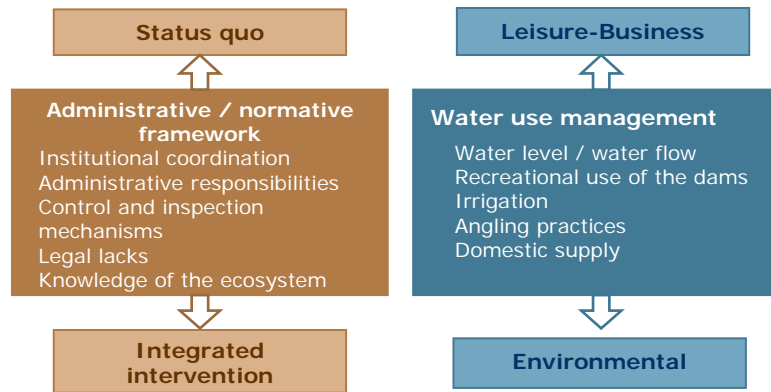 Status quo
Administrative / normative
framework
Institutional coordination
Administrative responsibilities
Control and inspection
mechanisms
Legal lacks
Knowledge of the ecosystem
Integrated
intervention
Leisure-Business
Water use management
Water level / water flow
Recreational use of the dams
Irrigation
Angling practices
Domestic supply
Environmental